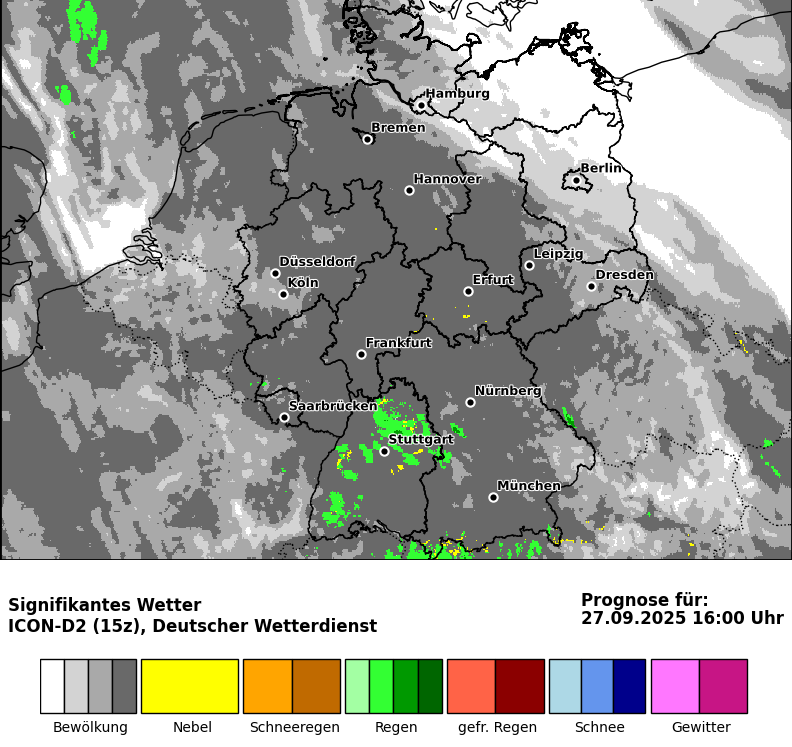 Hamburg
Bremen
Berlin
Hannover
Leipzig
Düsseldorf
Dresden
Köln
Erfurt
Frankfurt
Nürnberg
Saarbrücken
Stuttgart
München
Signifikantes Wetter
ICON-D2 (15z), Deutscher Wetterdienst
Prognose für:
27.09.2025 16:00 Uhr
Bewölkung Nebel Schneeregen Regen gefr. Regen Schnee Gewitter